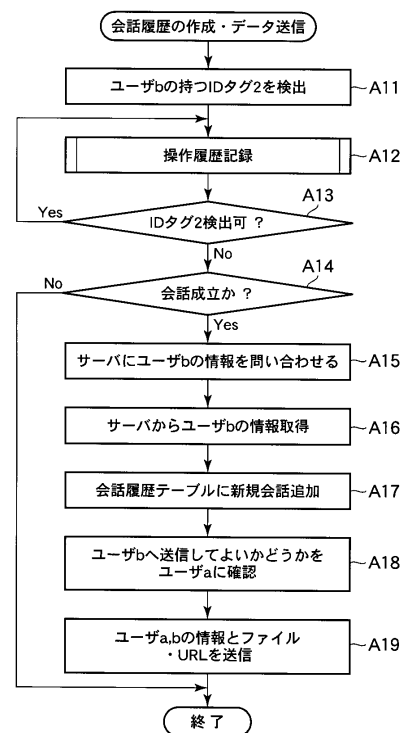 会話履歴の作成・データ送信
ユーザbの持つIDタグ2を検出
A11
操作履歴記録
A12
A13
Yes
IDタグ2検出可 ?
No
A14
No
会話成立か ?
Yes
サーバにユーザbの情報を問い合わせる
A15
サーバからユーザbの情報取得
A16
会話履歴テーブルに新規会話追加
A17
ユーザbへ送信してよいかどうかを
ユーザaに確認
A18
ユーザa,bの情報とファイル
・URLを送信
A19
終了